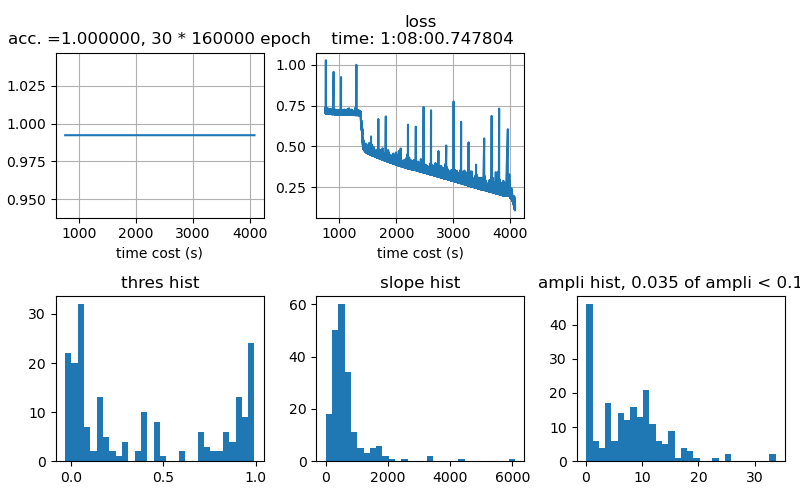 acc. =1.000000, 30 * 160000 epoch
loss
time: 1:08:00.747804
1.025
1.000
0.975
0.950
1000 2000 3000 4000
time cost (s)
1.00
0.75
0.50
0.25
1000 2000 3000 4000
time cost (s)
thres hist
30
20
10
0
0.0 0.5 1.0
slope hist
60
40
20
0
0 2000 4000 6000
ampli hist, 0.035 of ampli < 0.1
40
30
20
10
0
0 10 20 30